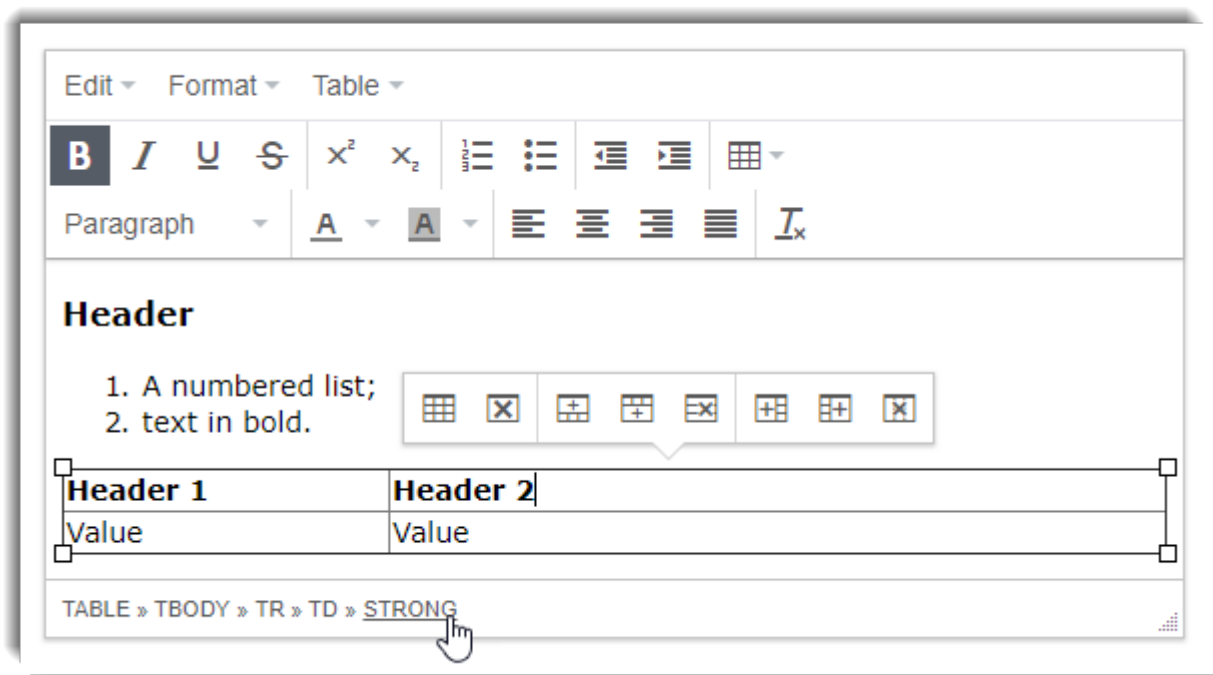 Edit Format Table
B I U S x² x₂
Paragraph A A Tx
Header
1. A numbered list;
2. text in bold.
Header 1 Header 2
Value Value
TABLE » TBODY » TR » TD » STRONG